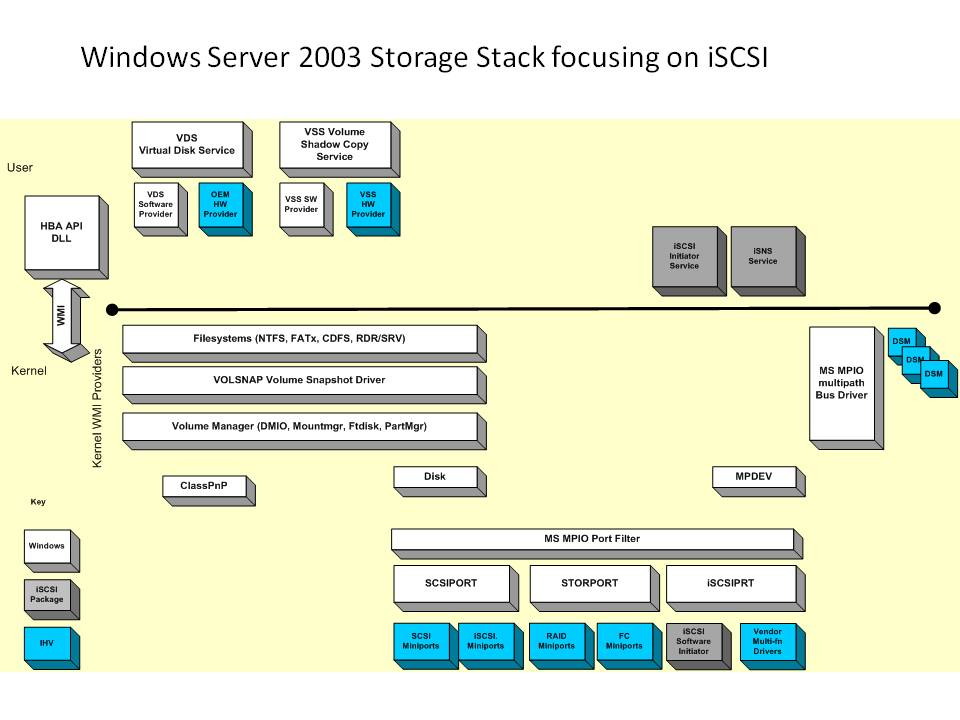 Windows Server 2003 Storage Stack focusing on iSCSI
User
VDS
Virtual Disk Service
VSS Volume
Shadow Copy
Service
VDS
Software
Provider
OEM
HW
Provider
VSS SW
Provider
VSS
HW
Provider
HBA API
DLL
iSCSI
Initiator
Service
iSNS
Service
WMI
Kernel
Kernel WMI Providers
Filesystems (NTFS, FATx, CDFS, RDR/SRV)
VOLSNAP Volume Snapshot Driver
Volume Manager (DMIO, Mountmgr, Ftdisk, PartMgr)
MS MPIO
multipath
Bus Driver
DSM
DSM
DSM
ClassPnP
Disk
MPDEV
Key
Windows
iSCSI
Package
IHV
MS MPIO Port Filter
SCSIPORT
STORPORT
iSCSIPRT
SCSI
Miniports
iSCSI.
Miniports
RAID
Miniports
FC
Miniports
iSCSI
Software
Initiator
Vendor
Multi-fn
Drivers